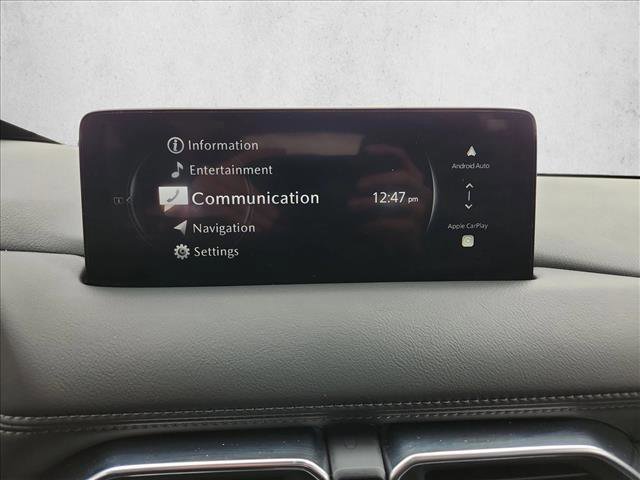 Information
Entertainment
Communication
12:47 pm
Navigation
Settings
Android Auto
Apple CarPlay